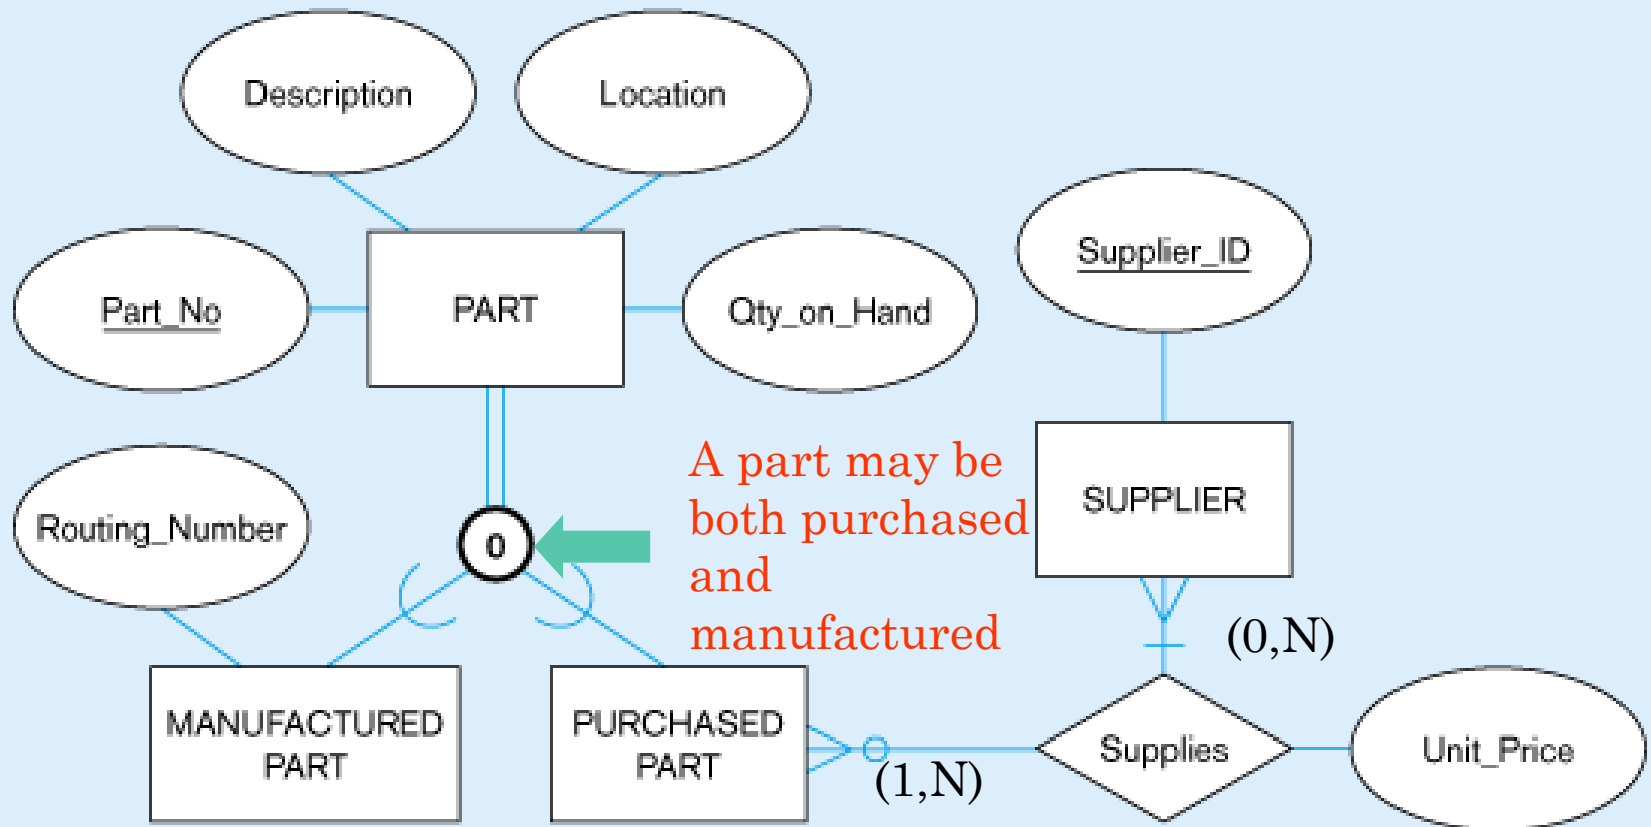 Description
Location
Part_No
PART
Qty_on_Hand
Supplier_ID
Routing_Number
0
A part may be
both purchased
and
manufactured
SUPPLIER
(0,N)
MANUFACTURED
PART
PURCHASED
PART
(1,N)
Supplies
Unit_Price